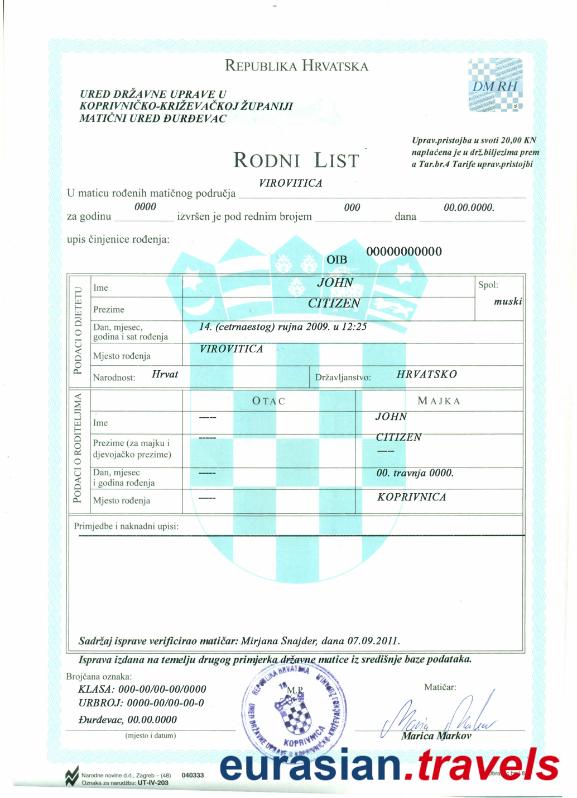 REPUBLIKA HRVATSKA
URED DRŽAVNE UPRAVE U
KOPRIVNIČKO-KRIŽEVAČKOJ ŽUPANIJI
MATIČNI URED ĐURĐEVAC
DM RH
Uprav.pristojba u svoti 20,00 KN
naplaćena je u drž.biljezima prem
a Tar.br.4 Tarife uprav.pristojbi
RODNI LIST
U maticu rođenih matičnog područja VIROVITICA
za godinu 0000 izvršen je pod rednim brojem 000 dana 00.00.0000.
upis činjenice rođenja:
OIB 00000000000
PODACI O DJETETU
Ime JOHN Spol:
Prezime CITIZEN muski
Dan, mjesec, godina i sat rođenja 14. (cetrnaestog) rujna 2009. u 12:25
Mjesto rođenja VIROVITICA
Narodnost: Hrvat Državljanstvo: HRVATSKO
PODACI O RODITELJIMA
OTAC MAJKA
Ime ----- JOHN
Prezime (za majku i djevojačko prezime) ----- CITIZEN
-----
Dan, mjesec i godina rođenja ----- 00. travnja 0000.
Mjesto rođenja ----- KOPRIVNICA
Primjedbe i naknadni upisi:
Sadržaj isprave verificirao matičar: Mirjana Snajder, dana 07.09.2011.
Isprava izdana na temelju drugog primjerka državne matice iz središnje baze podataka.
Brojčana oznaka:
KLASA: 000-00/00-00/0000
URBROJ: 0000-00/00-00-0
Đurđevac, 00.00.0000
(mjesto i datum)
M.P.
REPUBLIKA HRVATSKA
KOPRIVNICA
Matičar:
Marica Markov
eurasian.travels
Narodne novine d.d., Zagreb - (4B) 040333
Oznaka za narudžbu: UT-IV-203